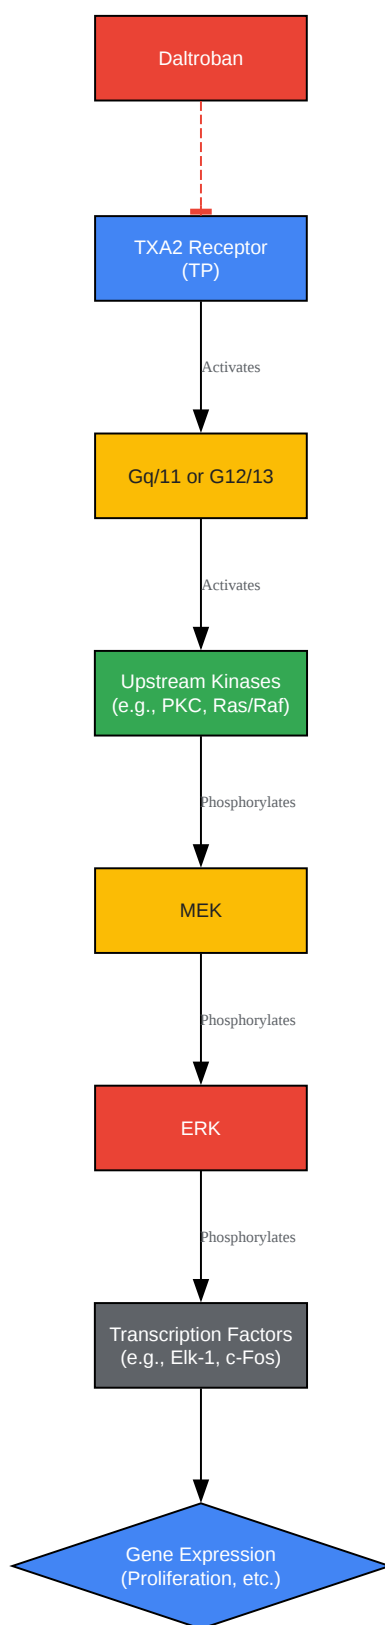 Daltroban
TXA2 Receptor
(TP)
Activates
Gq/11 or G12/13
Activates
Upstream Kinases
(e.g., PKC, Ras/Raf)
Phosphorylates
MEK
Phosphorylates
ERK
Phosphorylates
Transcription Factors
(e.g., Elk-1, c-Fos)
Gene Expression
(Proliferation, etc.)